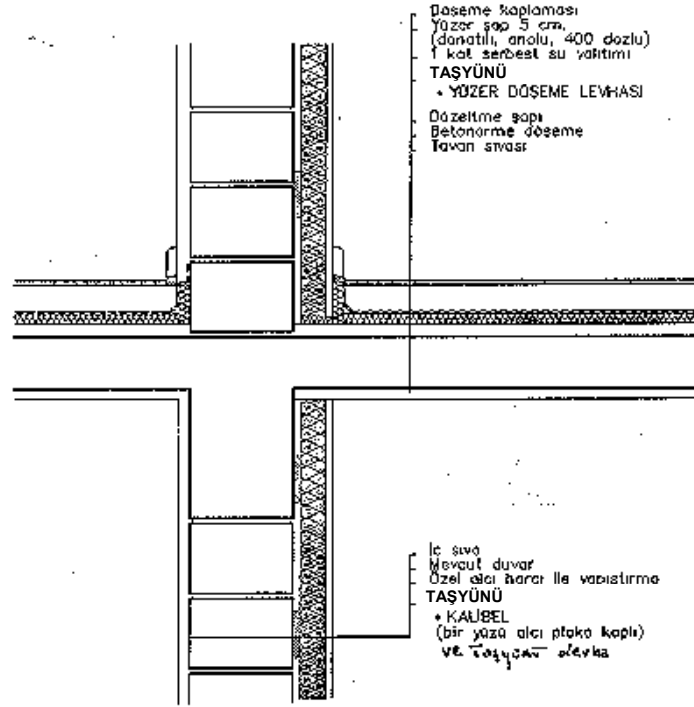 Döşeme kaplaması
Yüzer şap 5 cm.
(donatılı, anolu, 400 dozlu)
1 kat serbest su yalıtımı
TAŞYÜNÜ
• YÜZER DÖŞEME LEVHASI
Düzeltme şapı
Betonarme döşeme
Tavan sıvası
İç sıva
Mevcut duvar
Özel alçı harcı ile yapıştırma
TAŞYÜNÜ
• KALİBEL
(bir yüzü alçı plaka kaplı)
ve levha